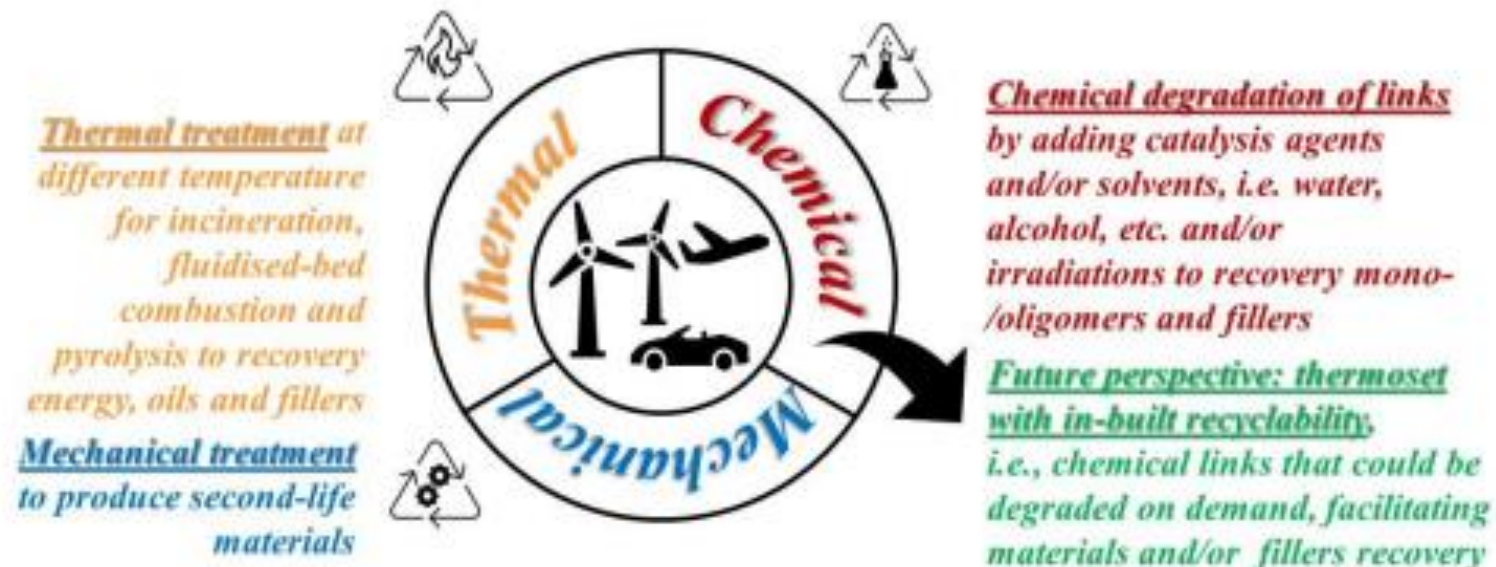 Thermal treatment at
different temperature
for incineration,
fluidised-bed
combustion and
pyrolysis to recovery
energy, oils and fillers
Mechanical treatment
to produce second-life
materials
Thermal
Chemical
Mechanical
Chemical degradation of links
by adding catalysis agents
and/or solvents, i.e. water,
alcohol, etc. and/or
irradiations to recovery mono-
/oligomers and fillers
Future perspective: thermoset
with in-built recyclability,
i.e., chemical links that could be
degraded on demand, facilitating
materials and/or fillers recovery